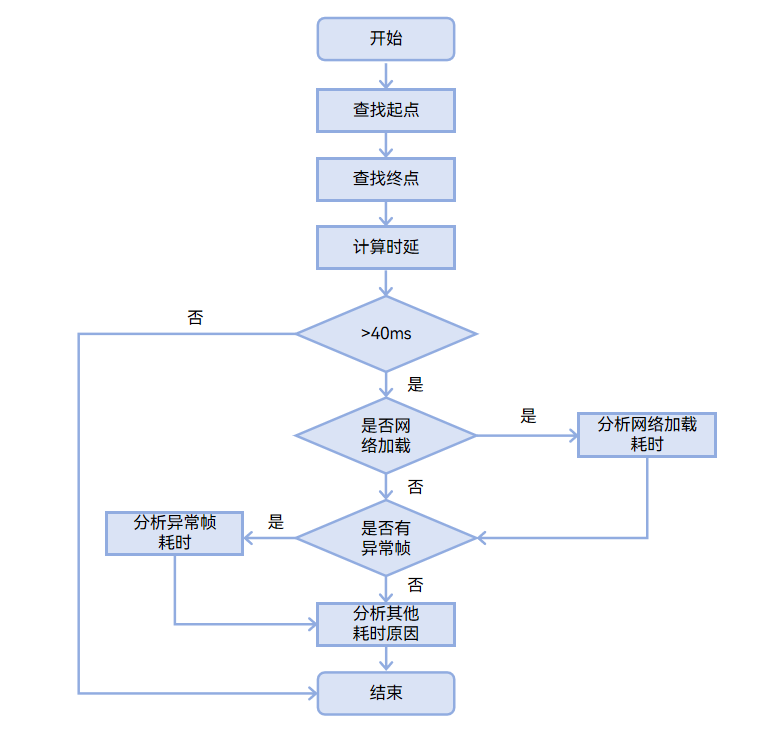 开始
查找起点
查找终点
计算时延
否
>40ms
是
是否网
络加载
是
分析网络加载
耗时
否
分析异常帧
耗时
是
是否有
异常帧
否
分析其他
耗时原因
结束